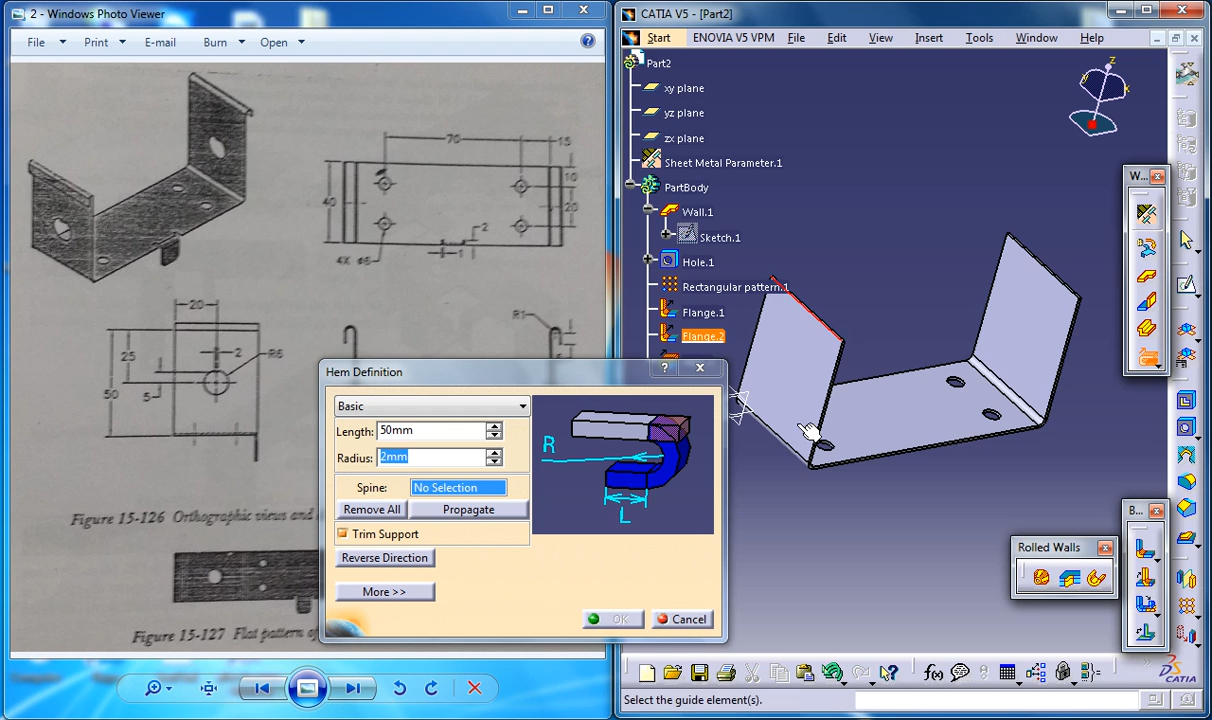 2 - Windows Photo Viewer
File Print E-mail Burn Open
70
15
10
40
20
2
1
4X ø6
20
2
R6
25
50
5
R1
Figure 15-126 Orthographic views and
Figure 15-127 Flat pattern of
CATIA V5 - [Part2]
Start ENOVIA V5 VPM File Edit View Insert Tools Window Help
Part2
xy plane
yz plane
zx plane
Sheet Metal Parameter.1
PartBody
Wall.1
Sketch.1
Hole.1
Rectangular pattern.1
Flange.1
Flange.2
z
x
y
W...
Hem Definition
Basic
Length: 50mm
Radius: 2mm
Spine: No Selection
Remove All Propagate
Trim Support
Reverse Direction
More >>
OK Cancel
R
L
B...
Rolled Walls
f(x)
CATIA
Select the guide element(s).